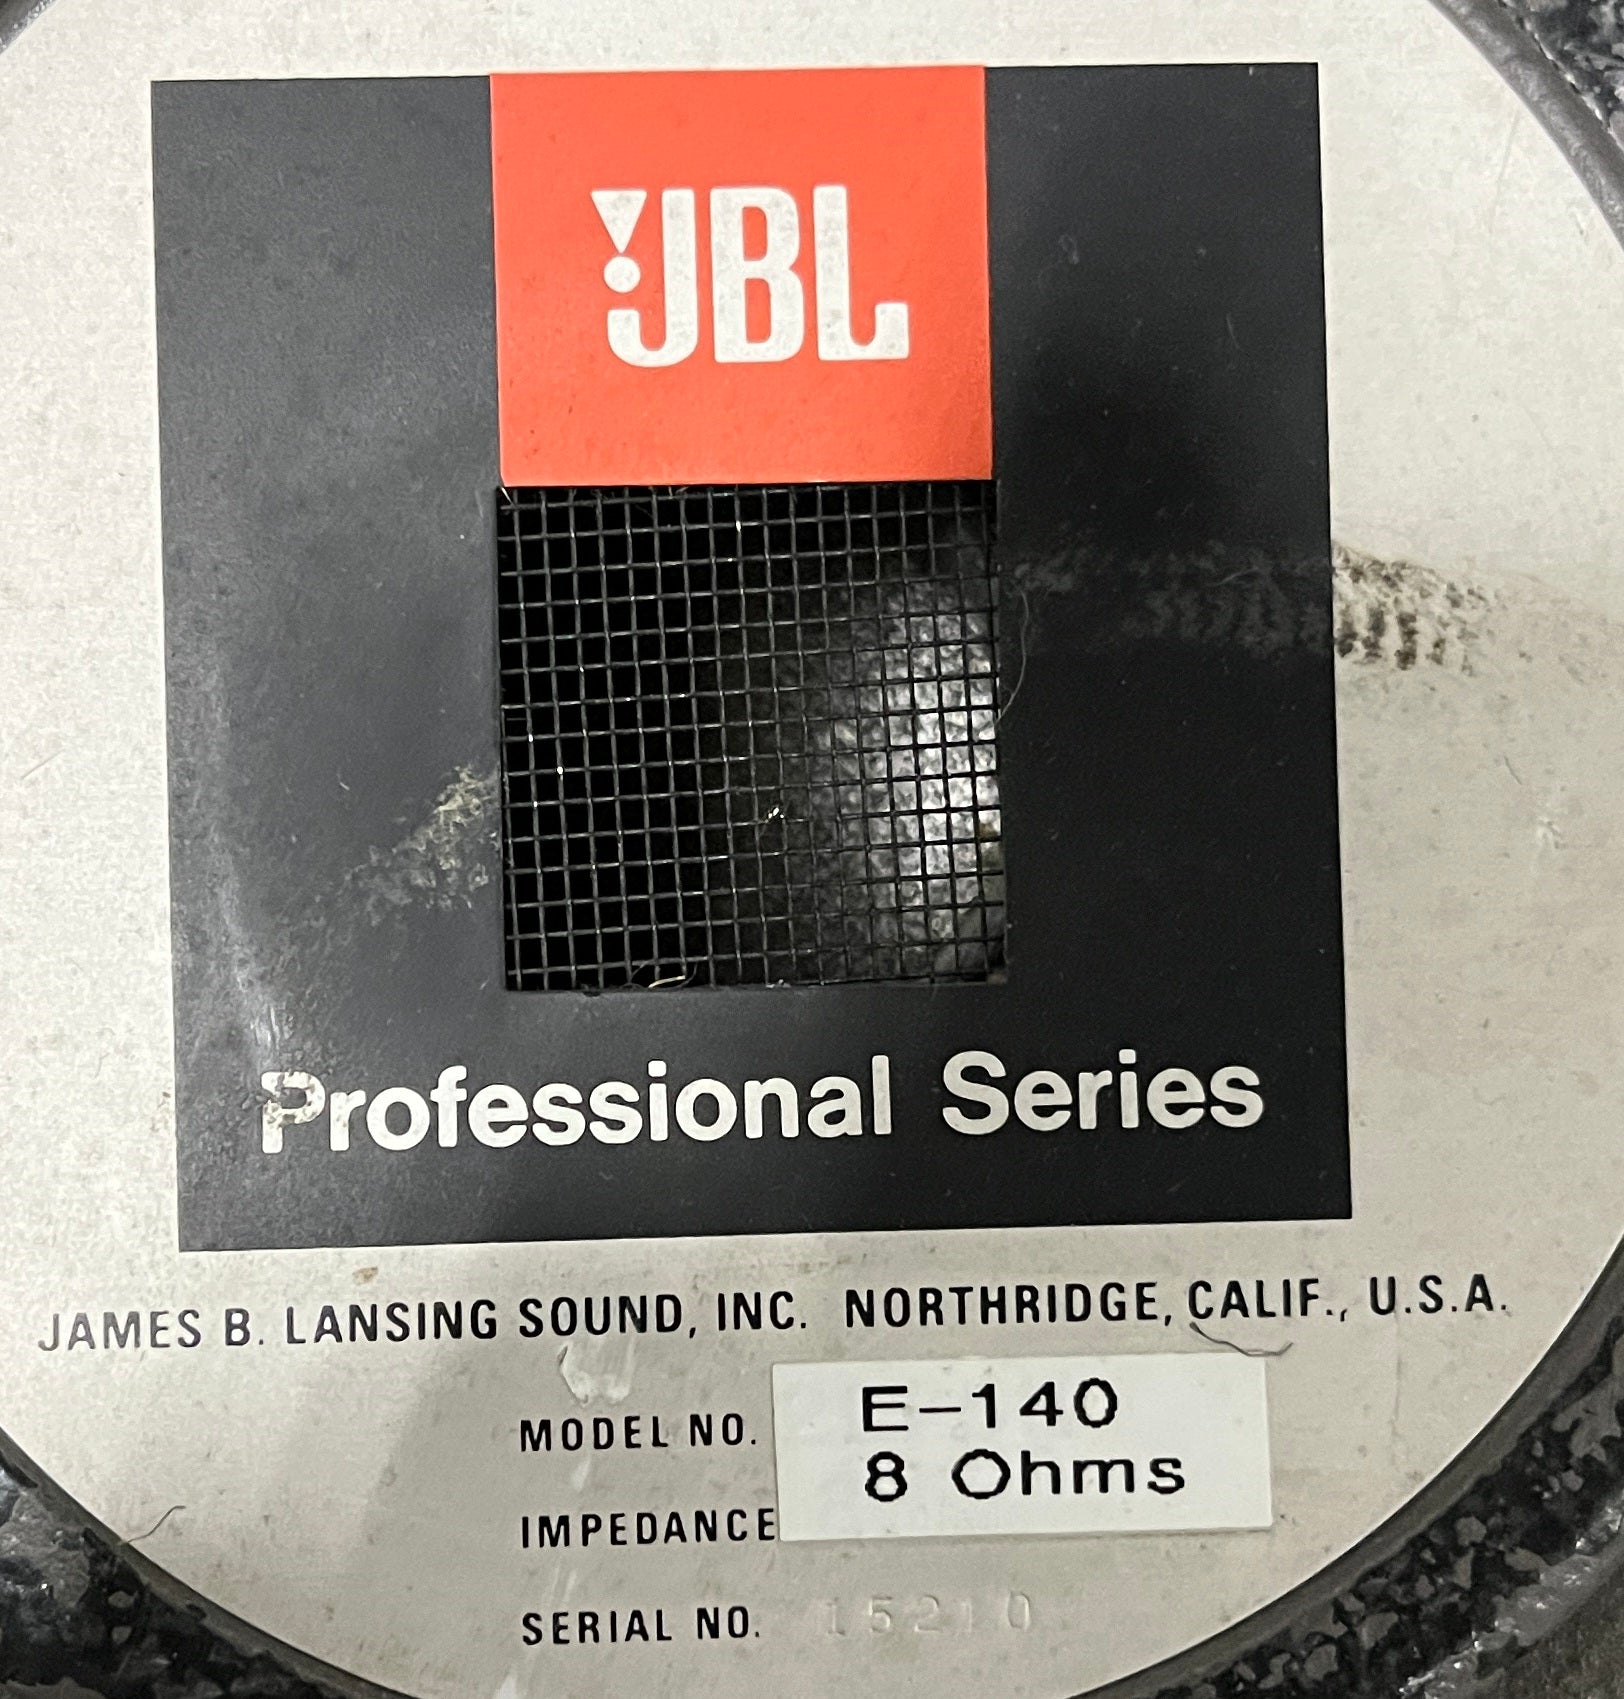 JBL
Professional Series
JAMES B. LANSING SOUND, INC. NORTHRIDGE, CALIF., U.S.A.
MODEL NO. E-140
8 Ohms
IMPEDANCE
SERIAL NO. 15210